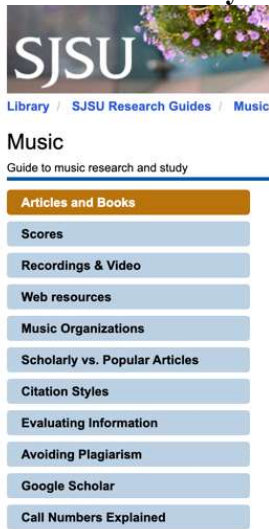 SJSU
Library / SJSU Research Guides / Music
Music
Guide to music research and study
Articles and Books
Scores
Recordings & Video
Web resources
Music Organizations
Scholarly vs. Popular Articles
Citation Styles
Evaluating Information
Avoiding Plagiarism
Google Scholar
Call Numbers Explained